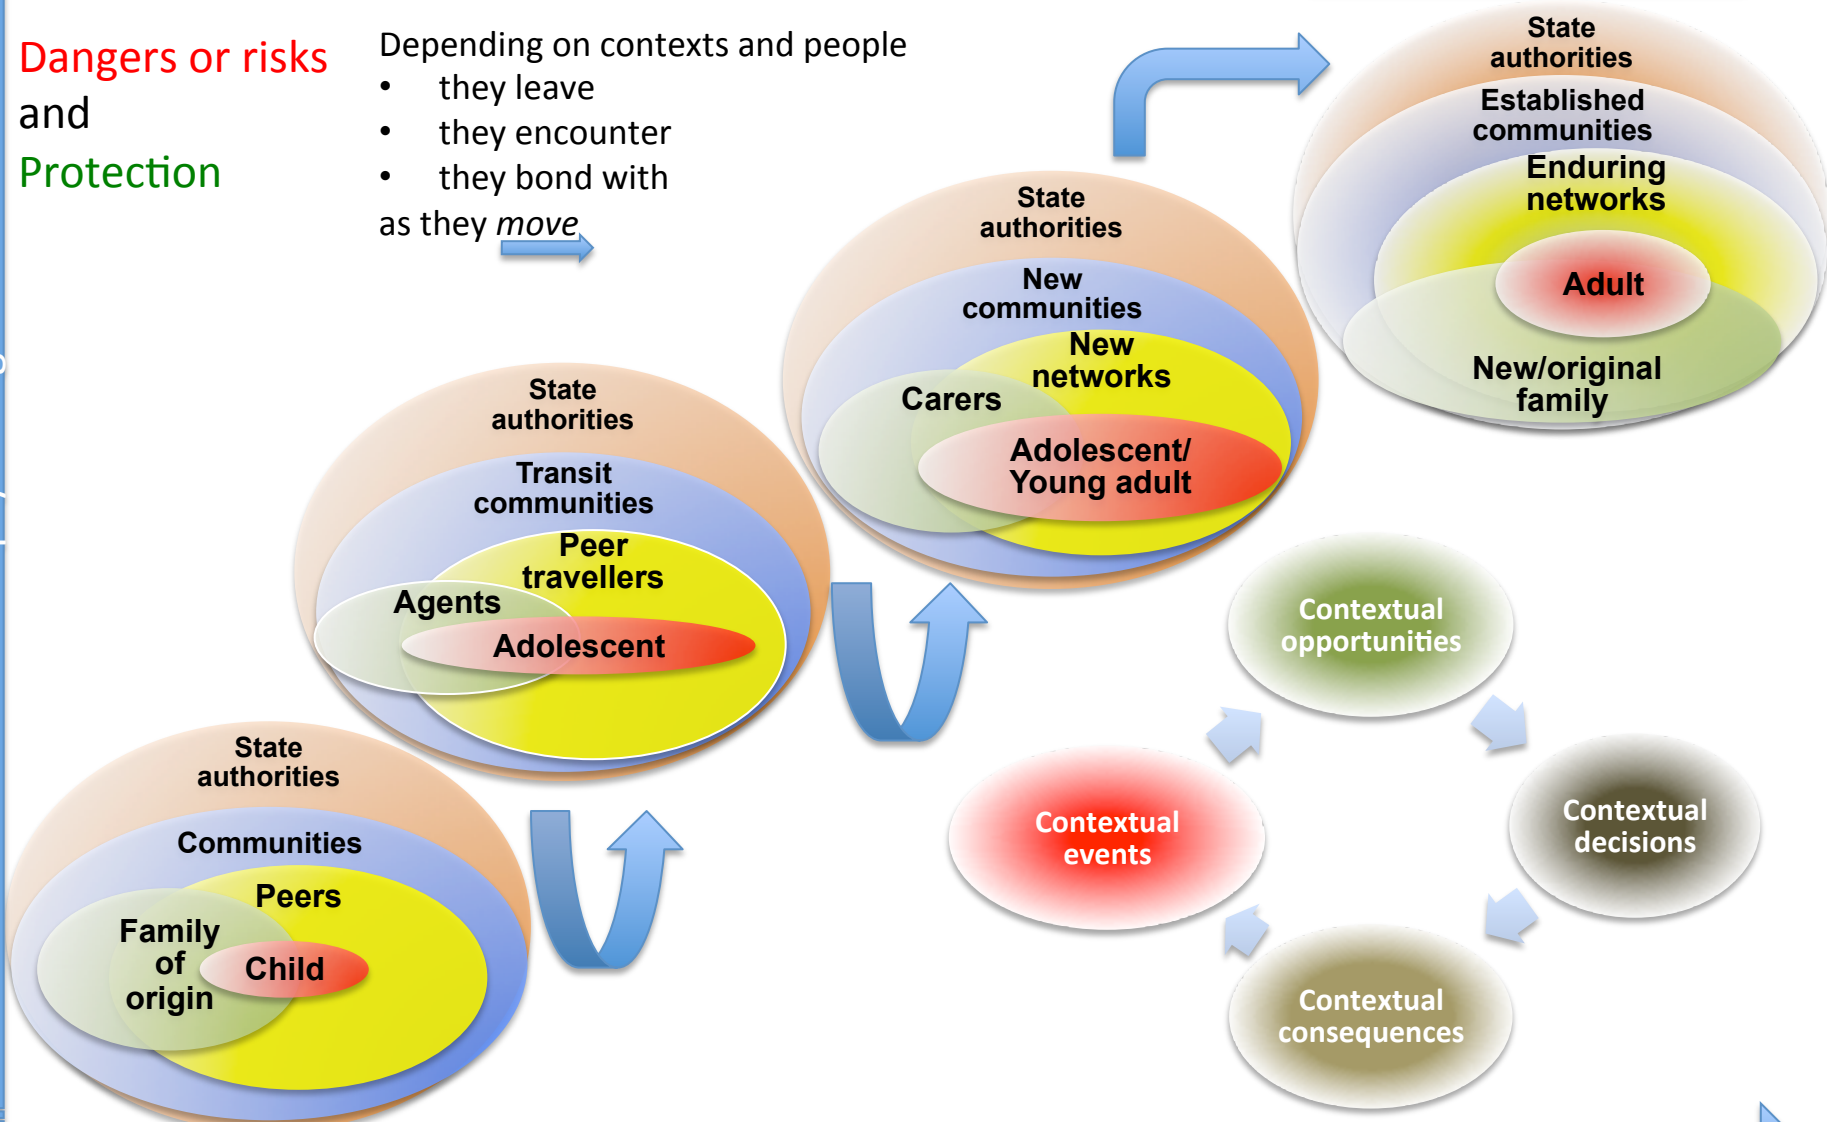 Dangers or risks
and
Protection
Depending on contexts and people
• they leave
• they encounter
• they bond with
as they move
State
authorities
Established
communities
Enduring
networks
Adult
New/original
family
State
authorities
New
communities
New
networks
Carers
Adolescent/
Young adult
State
authorities
Transit
communities
Peer
travellers
Agents
Adolescent
State
authorities
Communities
Peers
Family
of
origin
Child
Contextual
opportunities
Contextual
decisions
Contextual
consequences
Contextual
events